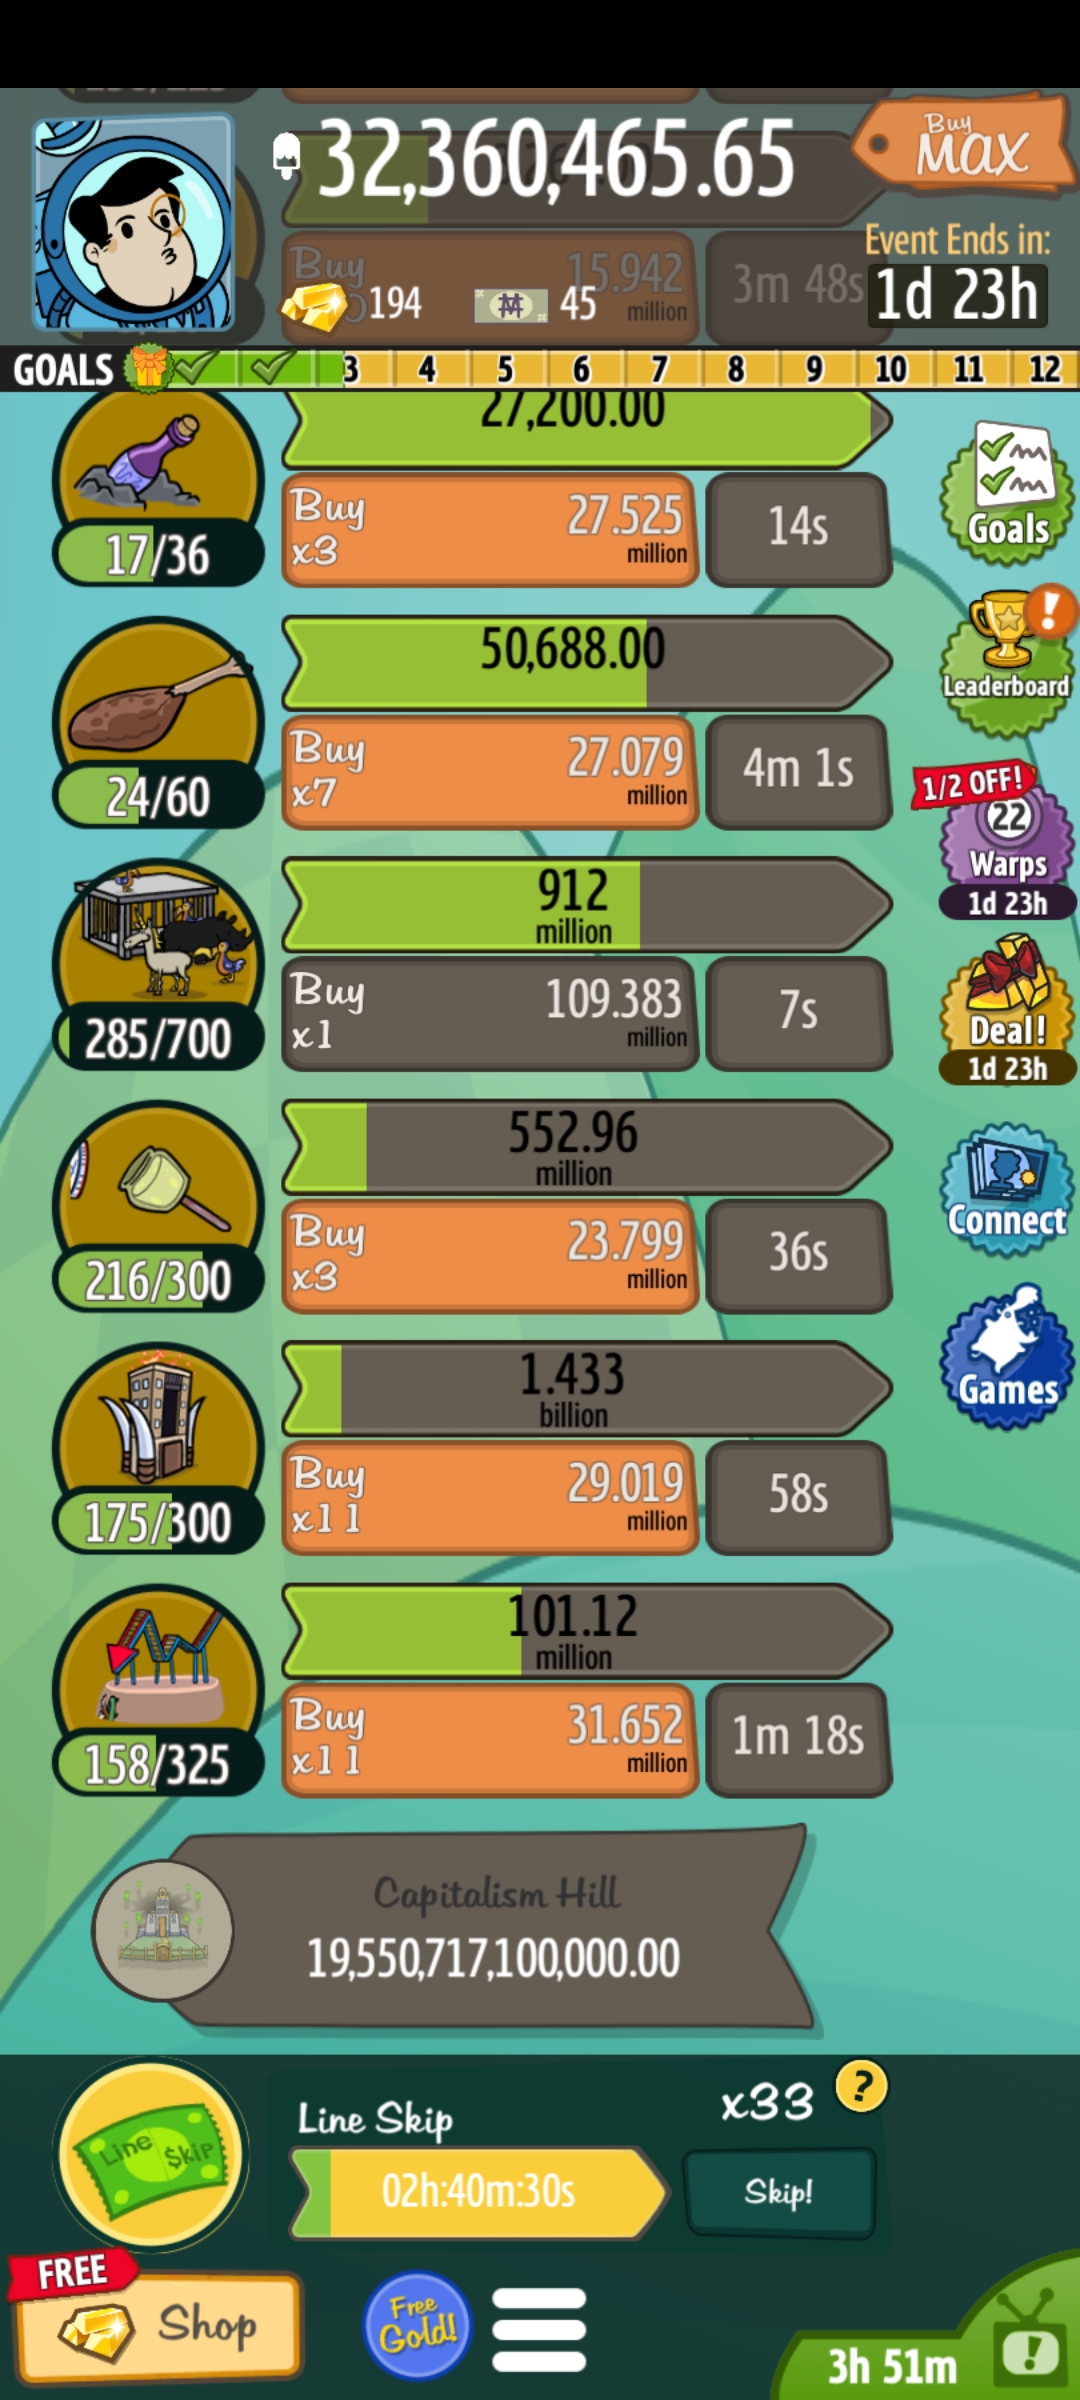 32,360,465.65
Buy
MAX
Buy
15.942
million
3m 48s
Event Ends in:
1d 23h
194
45
GOALS
3 4 5 6 7 8 9 10 11 12
27,200.00
Buy
x3
27.525
million
14s
17/36
Goals
50,688.00
Buy
x7
27.079
million
4m 1s
24/60
Leaderboard
1/2 OFF!
22
Warps
1d 23h
912
million
Buy
x1
109.383
million
7s
285/700
Deal!
1d 23h
552.96
million
Buy
x3
23.799
million
36s
216/300
Connect
1.433
billion
Buy
x11
29.019
million
58s
175/300
Games
101.12
million
Buy
x11
31.652
million
1m 18s
158/325
Capitalism Hill
19,550,717,100,000.00
Line $kip
Line Skip
x33
?
02h:40m:30s
Skip!
FREE
Shop
Free
Gold!
3h 51m